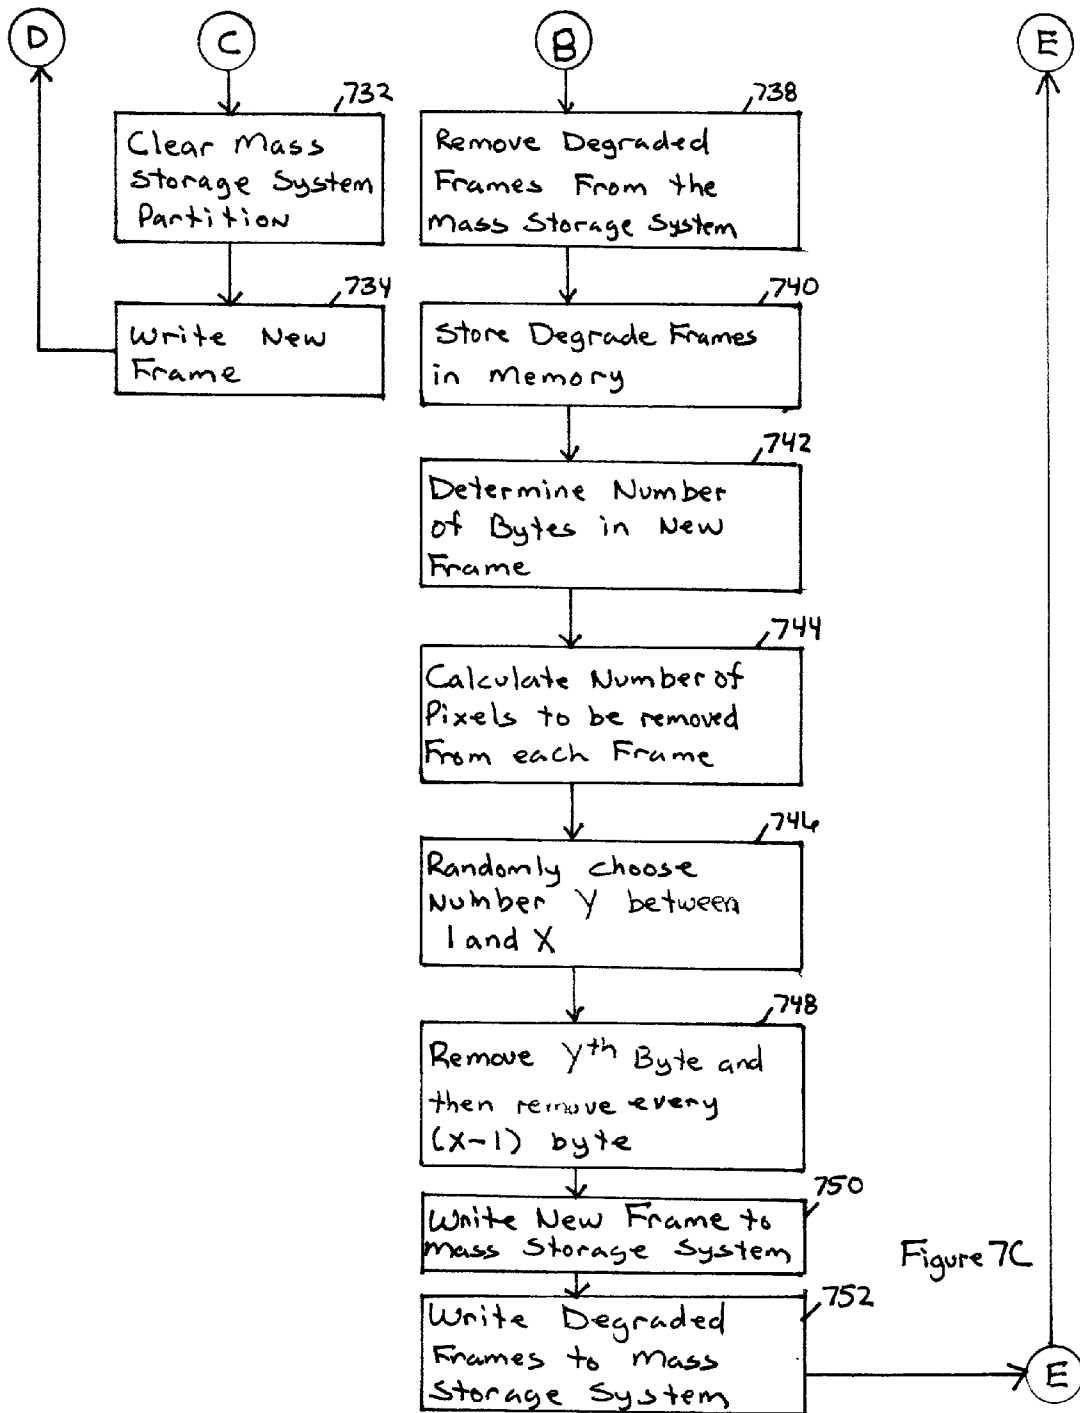 D
C
B
E
732
Clear Mass
Storage System
Partition
734
Write New
Frame
738
Remove Degraded
Frames From the
Mass Storage System
740
Store Degrade Frames
in Memory
742
Determine Number
of Bytes in New
Frame
744
Calculate Number of
Pixels to be removed
From each Frame
746
Randomly choose
Number Y between
1 and X
748
Remove Yth Byte and
then remove every
(X-1) byte
750
Write New Frame to
Mass Storage System
Figure 7C
752
Write Degraded
Frames to Mass
Storage System
E